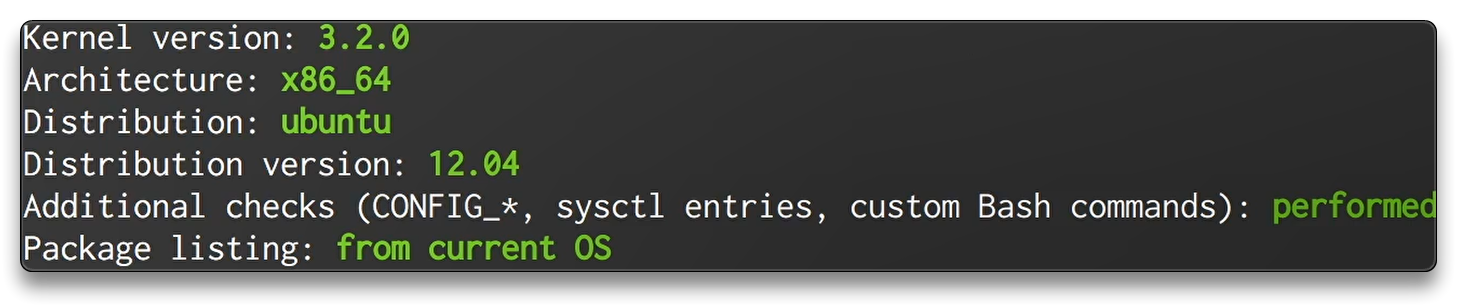 Kernel version: 3.2.0
Architecture: x86_64
Distribution: ubuntu
Distribution version: 12.04
Additional checks (CONFIG_*, sysctl entries, custom Bash commands): performed
Package listing: from current OS